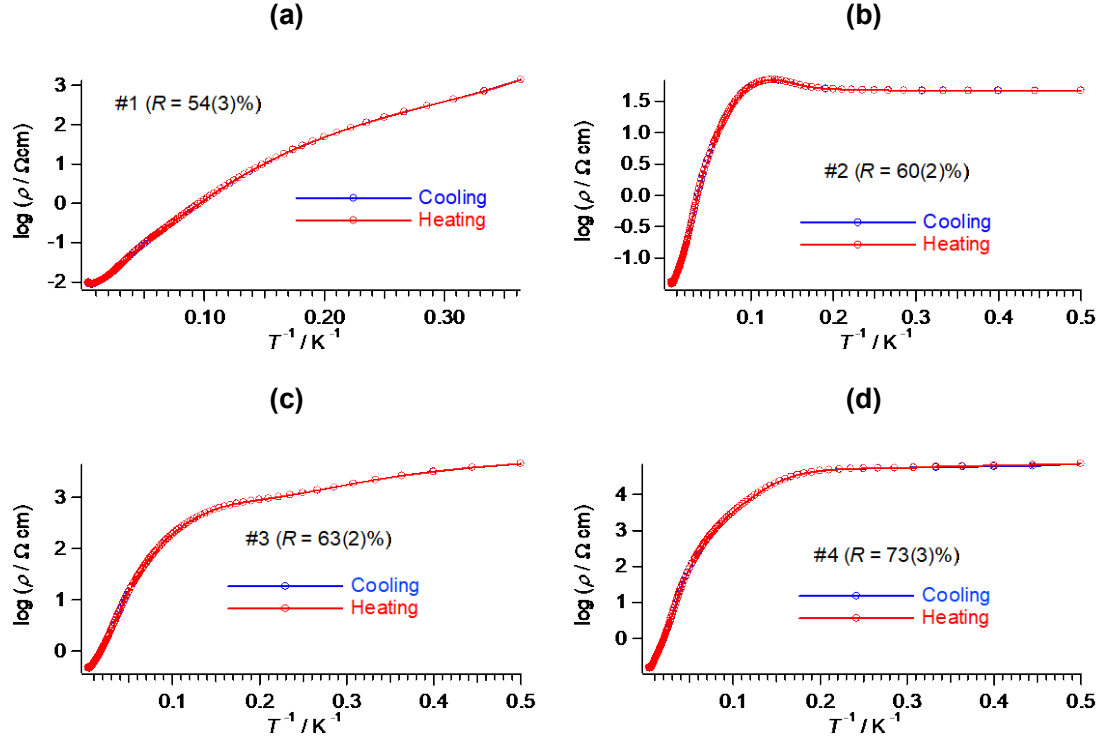 (a)
log (ρ / Ω cm)
3
2
1
0
-1
-2
#1 (R = 54(3)%)
Cooling
Heating
0.10
0.20
0.30
T⁻¹ / K⁻¹
(b)
log (ρ / Ω cm)
1.5
1.0
0.5
0.0
-0.5
-1.0
#2 (R = 60(2)%)
Cooling
Heating
0.1
0.2
0.3
0.4
0.5
T⁻¹ / K⁻¹
(c)
log (ρ / Ω cm)
3
2
1
0
#3 (R = 63(2)%)
Cooling
Heating
0.1
0.2
0.3
0.4
0.5
T⁻¹ / K⁻¹
(d)
log (ρ / Ω cm)
4
3
2
1
0
#4 (R = 73(3)%)
Cooling
Heating
0.1
0.2
0.3
0.4
0.5
T⁻¹ / K⁻¹